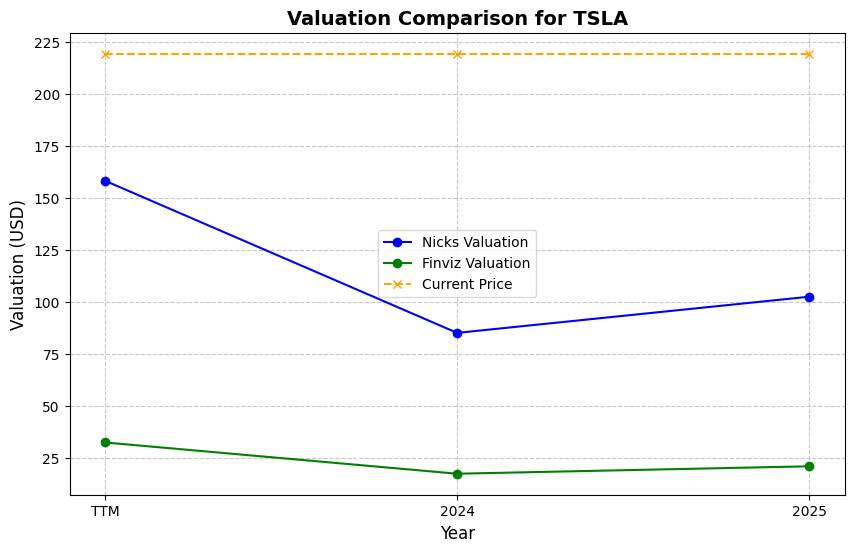 Valuation Comparison for TSLA
Valuation (USD)
225
200
175
150
125
100
75
50
25
Nicks Valuation
Finviz Valuation
Current Price
TTM
2024
2025
Year